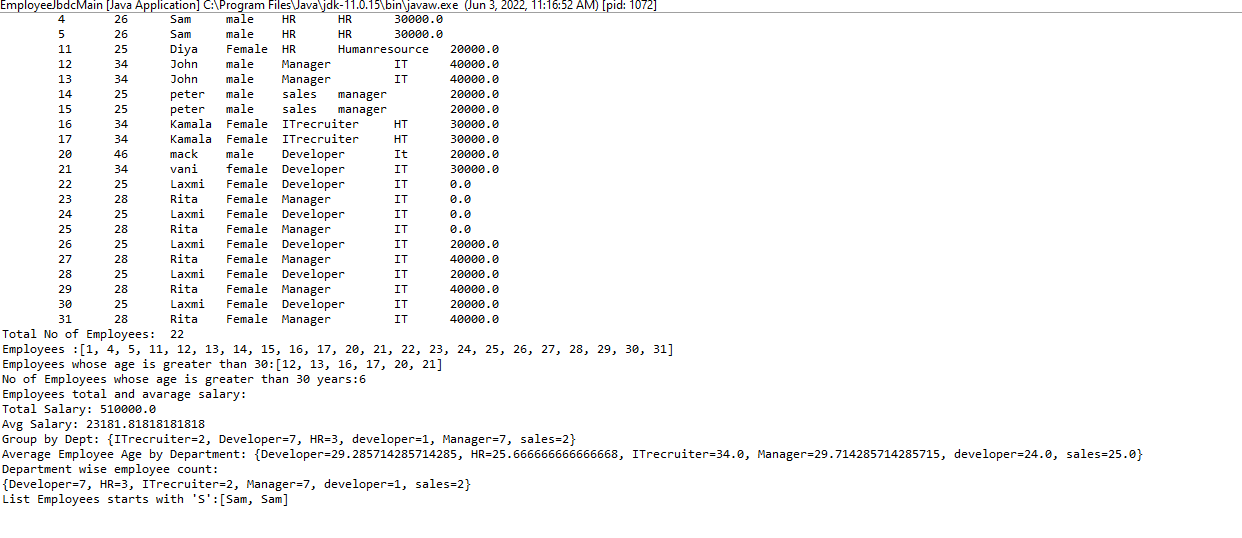 EmployeeJbdcMain [Java Application] C:\Program Files\Java\jdk-11.0.15\bin\javaw.exe (Jun 3, 2022, 11:16:52 AM) [pid: 1072]
4 26 Sam male HR HR 30000.0
5 26 Sam male HR HR 30000.0
11 25 Diya Female HR Humanresource 20000.0
12 34 John male Manager IT 40000.0
13 34 John male Manager IT 40000.0
14 25 peter male sales manager 20000.0
15 25 peter male sales manager 20000.0
16 34 Kamala Female ITrecruiter HT 30000.0
17 34 Kamala Female ITrecruiter HT 30000.0
20 46 mack male Developer It 20000.0
21 34 vani female Developer IT 30000.0
22 25 Laxmi Female Developer IT 0.0
23 28 Rita Female Manager IT 0.0
24 25 Laxmi Female Developer IT 0.0
25 28 Rita Female Manager IT 0.0
26 25 Laxmi Female Developer IT 20000.0
27 28 Rita Female Manager IT 40000.0
28 25 Laxmi Female Developer IT 20000.0
29 28 Rita Female Manager IT 40000.0
30 25 Laxmi Female Developer IT 20000.0
31 28 Rita Female Manager IT 40000.0
Total No of Employees: 22
Employees :[1, 4, 5, 11, 12, 13, 14, 15, 16, 17, 20, 21, 22, 23, 24, 25, 26, 27, 28, 29, 30, 31]
Employees whose age is greater than 30:[12, 13, 16, 17, 20, 21]
No of Employees whose age is greater than 30 years:6
Employees total and avarage salary:
Total Salary: 510000.0
Avg Salary: 23181.81818181818
Group by Dept: {ITrecruiter=2, Developer=7, HR=3, developer=1, Manager=7, sales=2}
Average Employee Age by Department: {Developer=29.285714285714285, HR=25.666666666666668, ITrecruiter=34.0, Manager=29.714285714285715, developer=24.0, sales=25.0}
Department wise employee count:
{Developer=7, HR=3, ITrecruiter=2, Manager=7, developer=1, sales=2}
List Employees starts with 'S':[Sam, Sam]